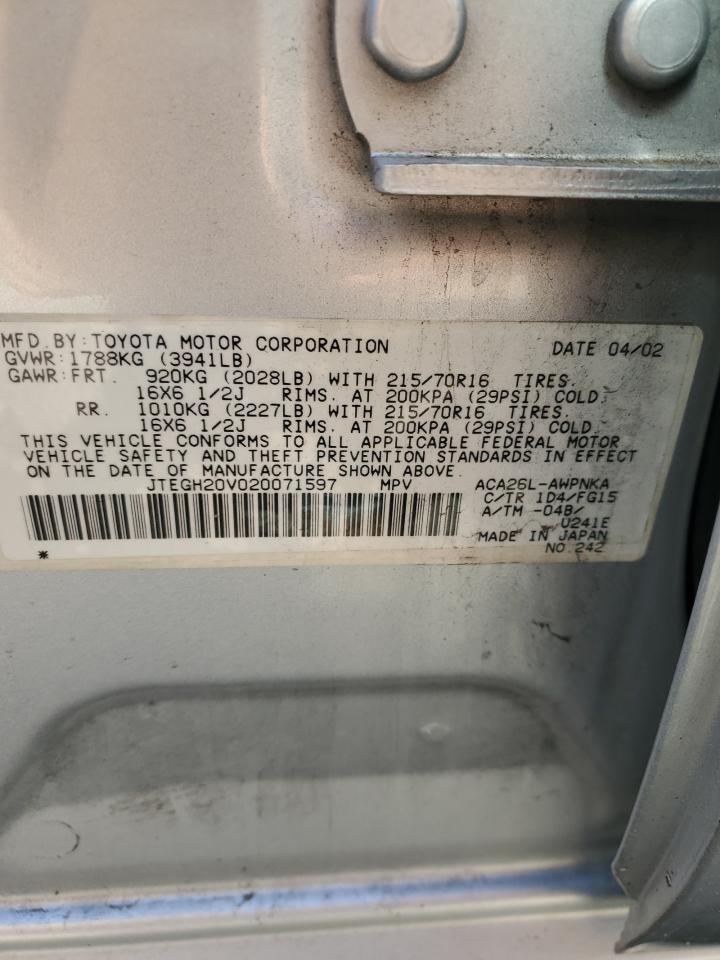 MFD. BY: TOYOTA MOTOR CORPORATION DATE 04/02
GVWR: 1788KG (3941LB)
GAWR: FRT. 920KG (2028LB) WITH 215/70R16 TIRES.
16X6 1/2J RIMS. AT 200KPA (29PSI) COLD.
RR. 1010KG (2227LB) WITH 215/70R16 TIRES.
16X6 1/2J RIMS. AT 200KPA (29PSI) COLD.
THIS VEHICLE CONFORMS TO ALL APPLICABLE FEDERAL MOTOR
VEHICLE SAFETY AND THEFT PREVENTION STANDARDS IN EFFECT
ON THE DATE OF MANUFACTURE SHOWN ABOVE.
JTEGH20V020071597 MPV ACA26L-AWPNKA
C/TR 1D4/FG15
A/TM -04B/
U241E
MADE IN JAPAN
* NO.242